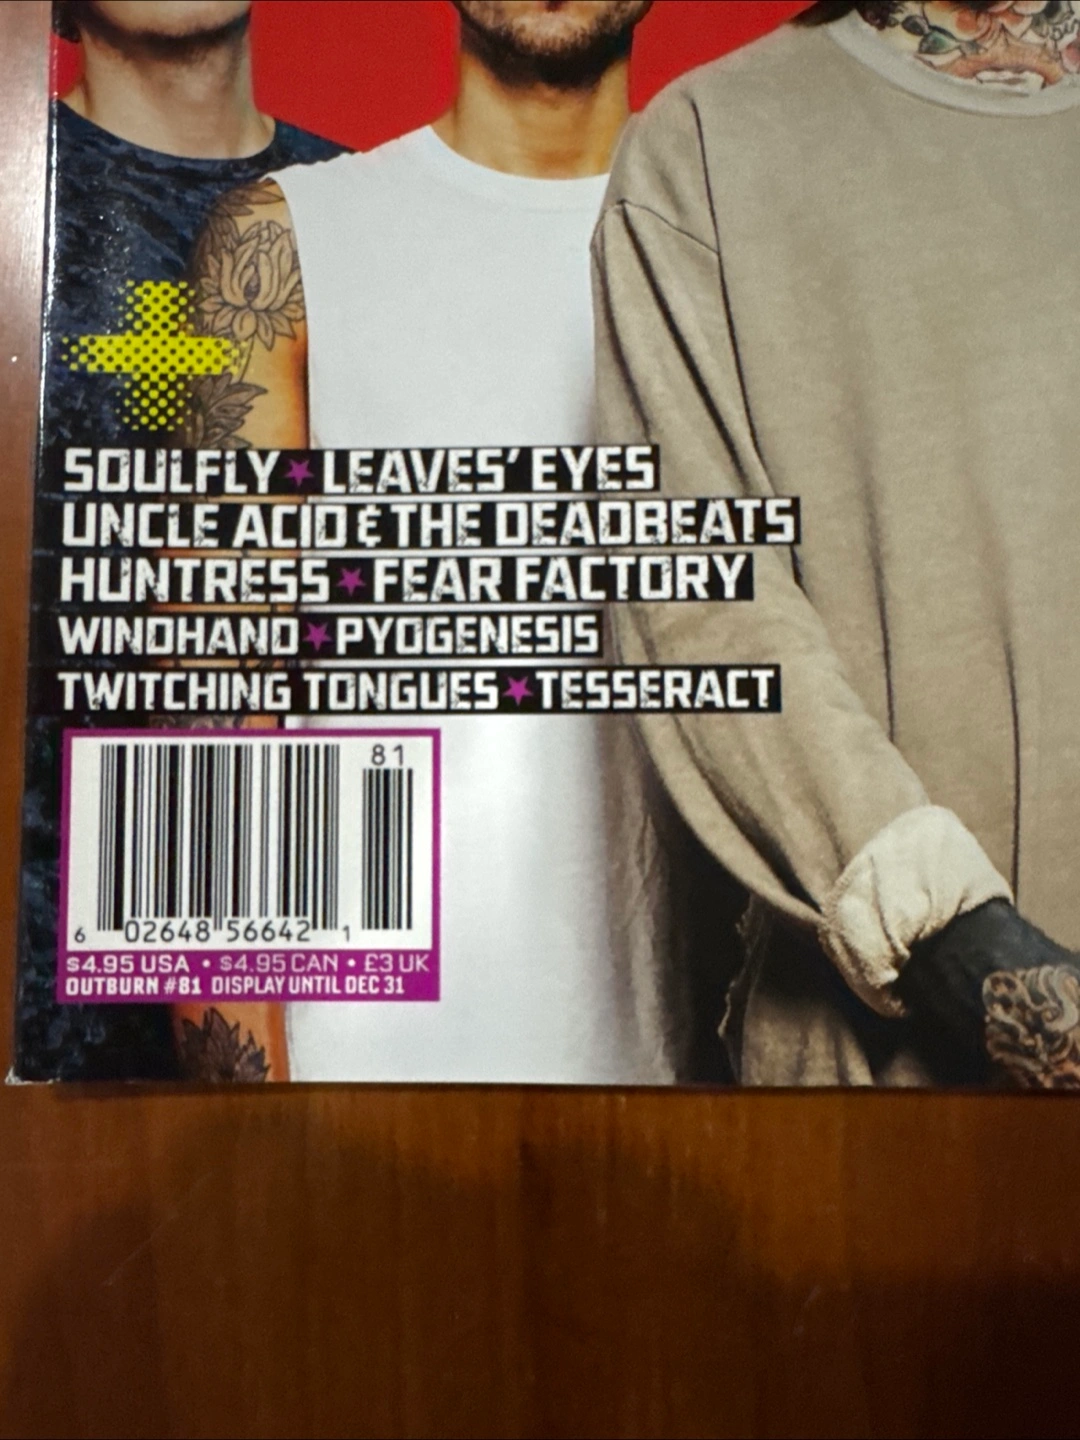 SOULFLY ★ LEAVES' EYES
UNCLE ACID & THE DEADBEATS
HUNTRESS ★ FEAR FACTORY
WINDHAND ★ PYOGENESIS
TWITCHING TONGUES ★ TESSERACT
81
6 02648 56642 1
$4.95 USA • $4.95 CAN • £3 UK
OUTBURN #81 DISPLAY UNTIL DEC 31